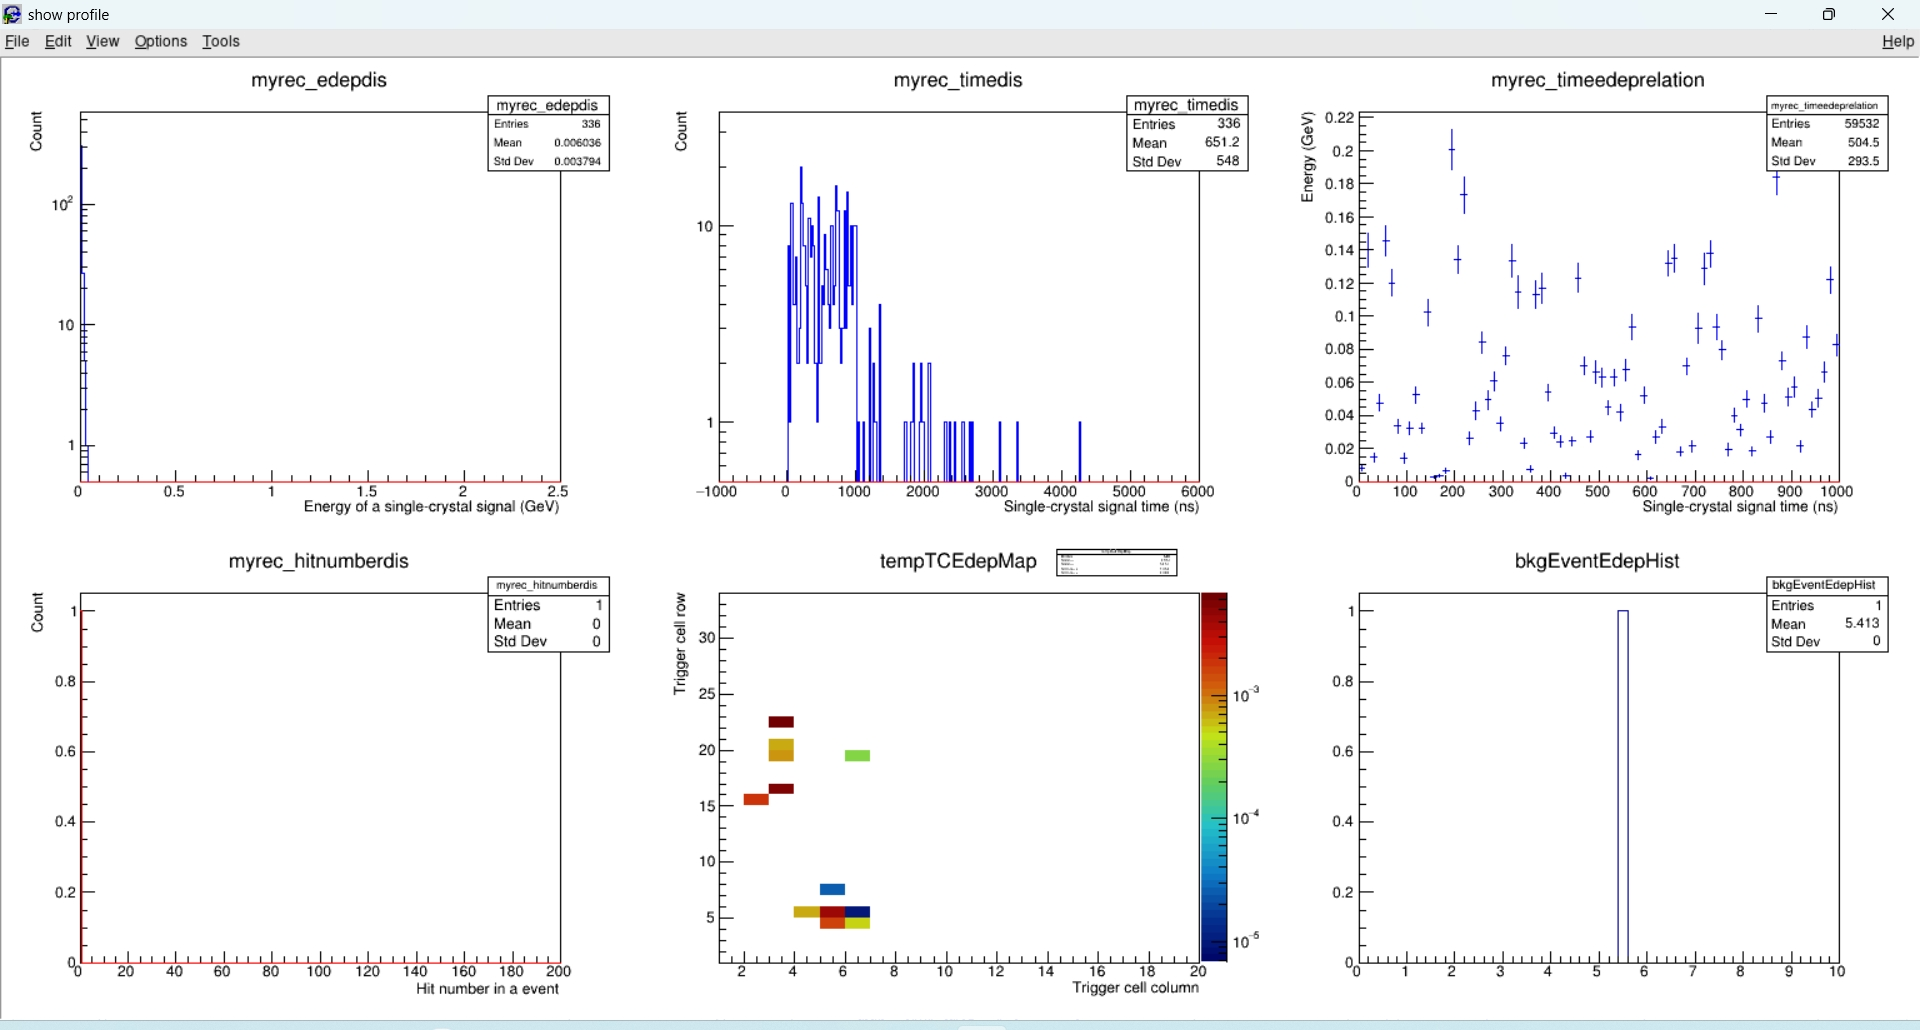 show profile
File Edit View Options Tools Help
myrec_edepdis
myrec_edepdis
Entries 336
Mean 0.006036
Std Dev 0.003794
Count
10²
10
1
0 0.5 1 1.5 2 2.5
Energy of a single-crystal signal (GeV)
myrec_timedis
myrec_timedis
Entries 336
Mean 651.2
Std Dev 548
Count
10
1
−1000 0 1000 2000 3000 4000 5000 6000
Single-crystal signal time (ns)
myrec_timeedeprelation
myrec_timeedeprelation
Entries 59532
Mean 504.5
Std Dev 293.5
Energy (GeV)
0.22
0.2
0.18
0.16
0.14
0.12
0.1
0.08
0.06
0.04
0.02
0
0 100 200 300 400 500 600 700 800 900 1000
Single-crystal signal time (ns)
myrec_hitnumberdis
myrec_hitnumberdis
Entries 1
Mean 0
Std Dev 0
Count
1
0.8
0.6
0.4
0.2
0
0 20 40 60 80 100 120 140 160 180 200
Hit number in a event
tempTCEdepMap
Trigger cell row
30
25
20
15
10
5
2 4 6 8 10 12 14 16 18 20
Trigger cell column
10⁻³
10⁻⁴
10⁻⁵
bkgEventEdepHist
bkgEventEdepHist
Entries 1
Mean 5.413
Std Dev 0
1
0.8
0.6
0.4
0.2
0
0 1 2 3 4 5 6 7 8 9 10